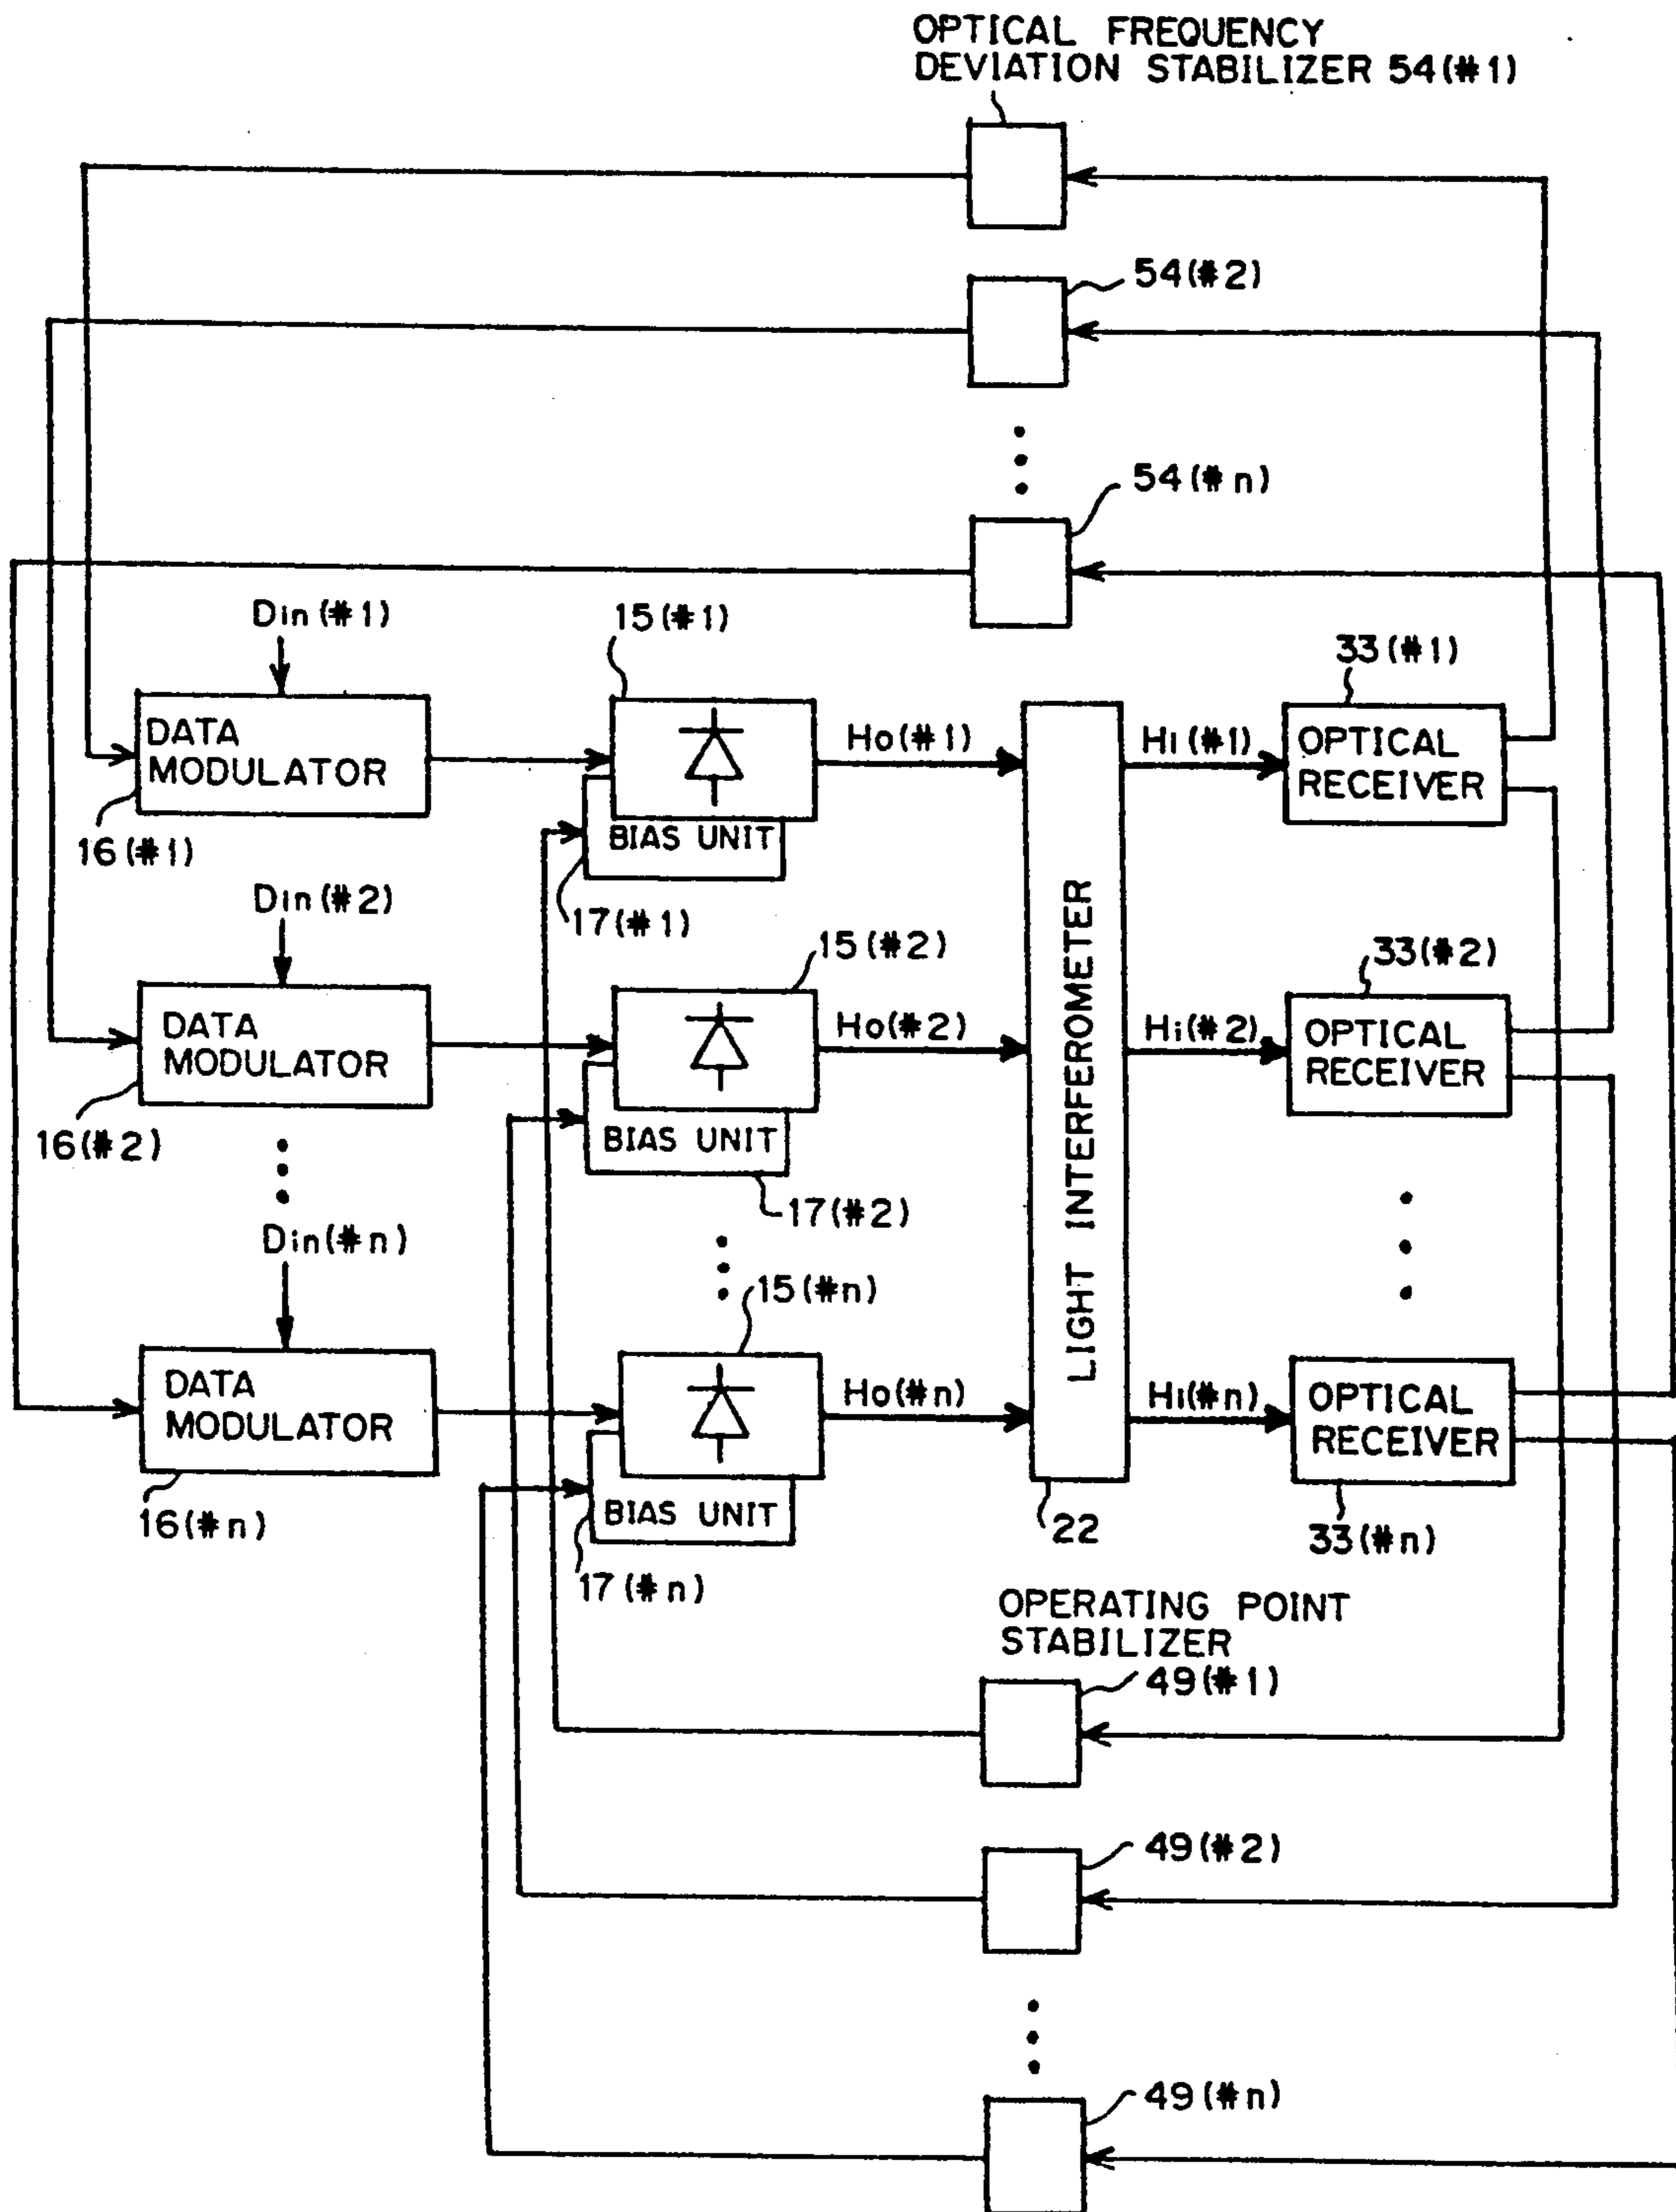 OPTICAL FREQUENCY
DEVIATION STABILIZER 54(#1)
54(#2)
54(#n)
Din(#1)
15(#1)
33(#1)
DATA
MODULATOR
Ho(#1)
Hi(#1)
OPTICAL
RECEIVER
BIAS UNIT
16(#1)
17(#1)
Din(#2)
15(#2)
33(#2)
DATA
MODULATOR
Ho(#2)
Hi(#2)
OPTICAL
RECEIVER
BIAS UNIT
16(#2)
17(#2)
LIGHT INTERFEROMETER
Din(#n)
15(#n)
DATA
MODULATOR
Ho(#n)
Hi(#n)
OPTICAL
RECEIVER
BIAS UNIT
16(#n)
17(#n)
22
33(#n)
OPERATING POINT
STABILIZER
49(#1)
49(#2)
49(#n)